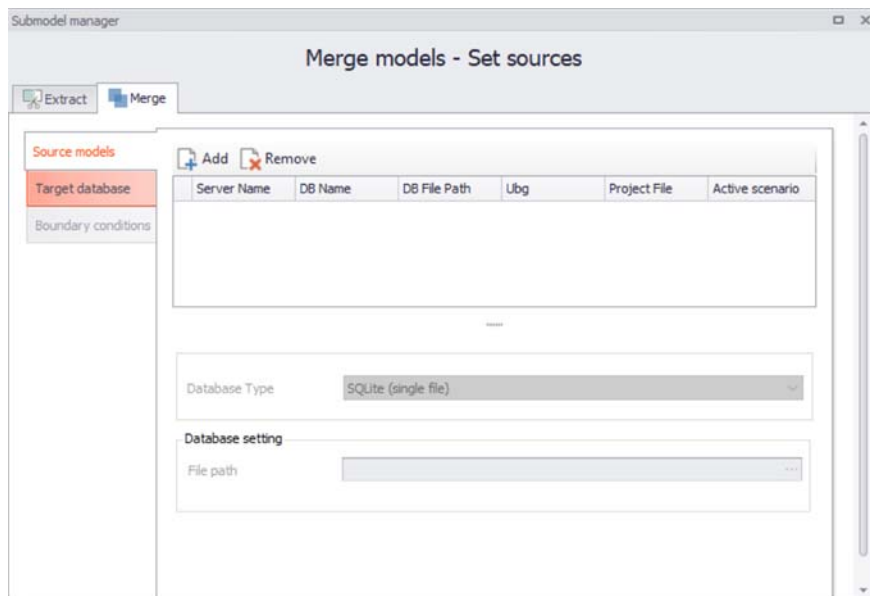 Submodel manager
Merge models - Set sources
Extract Merge
Source models
Add Remove
Target database
Server Name DB Name DB File Path Ubg Project File Active scenario
Boundary conditions
Database Type SQLite (single file)
Database setting
File path ...